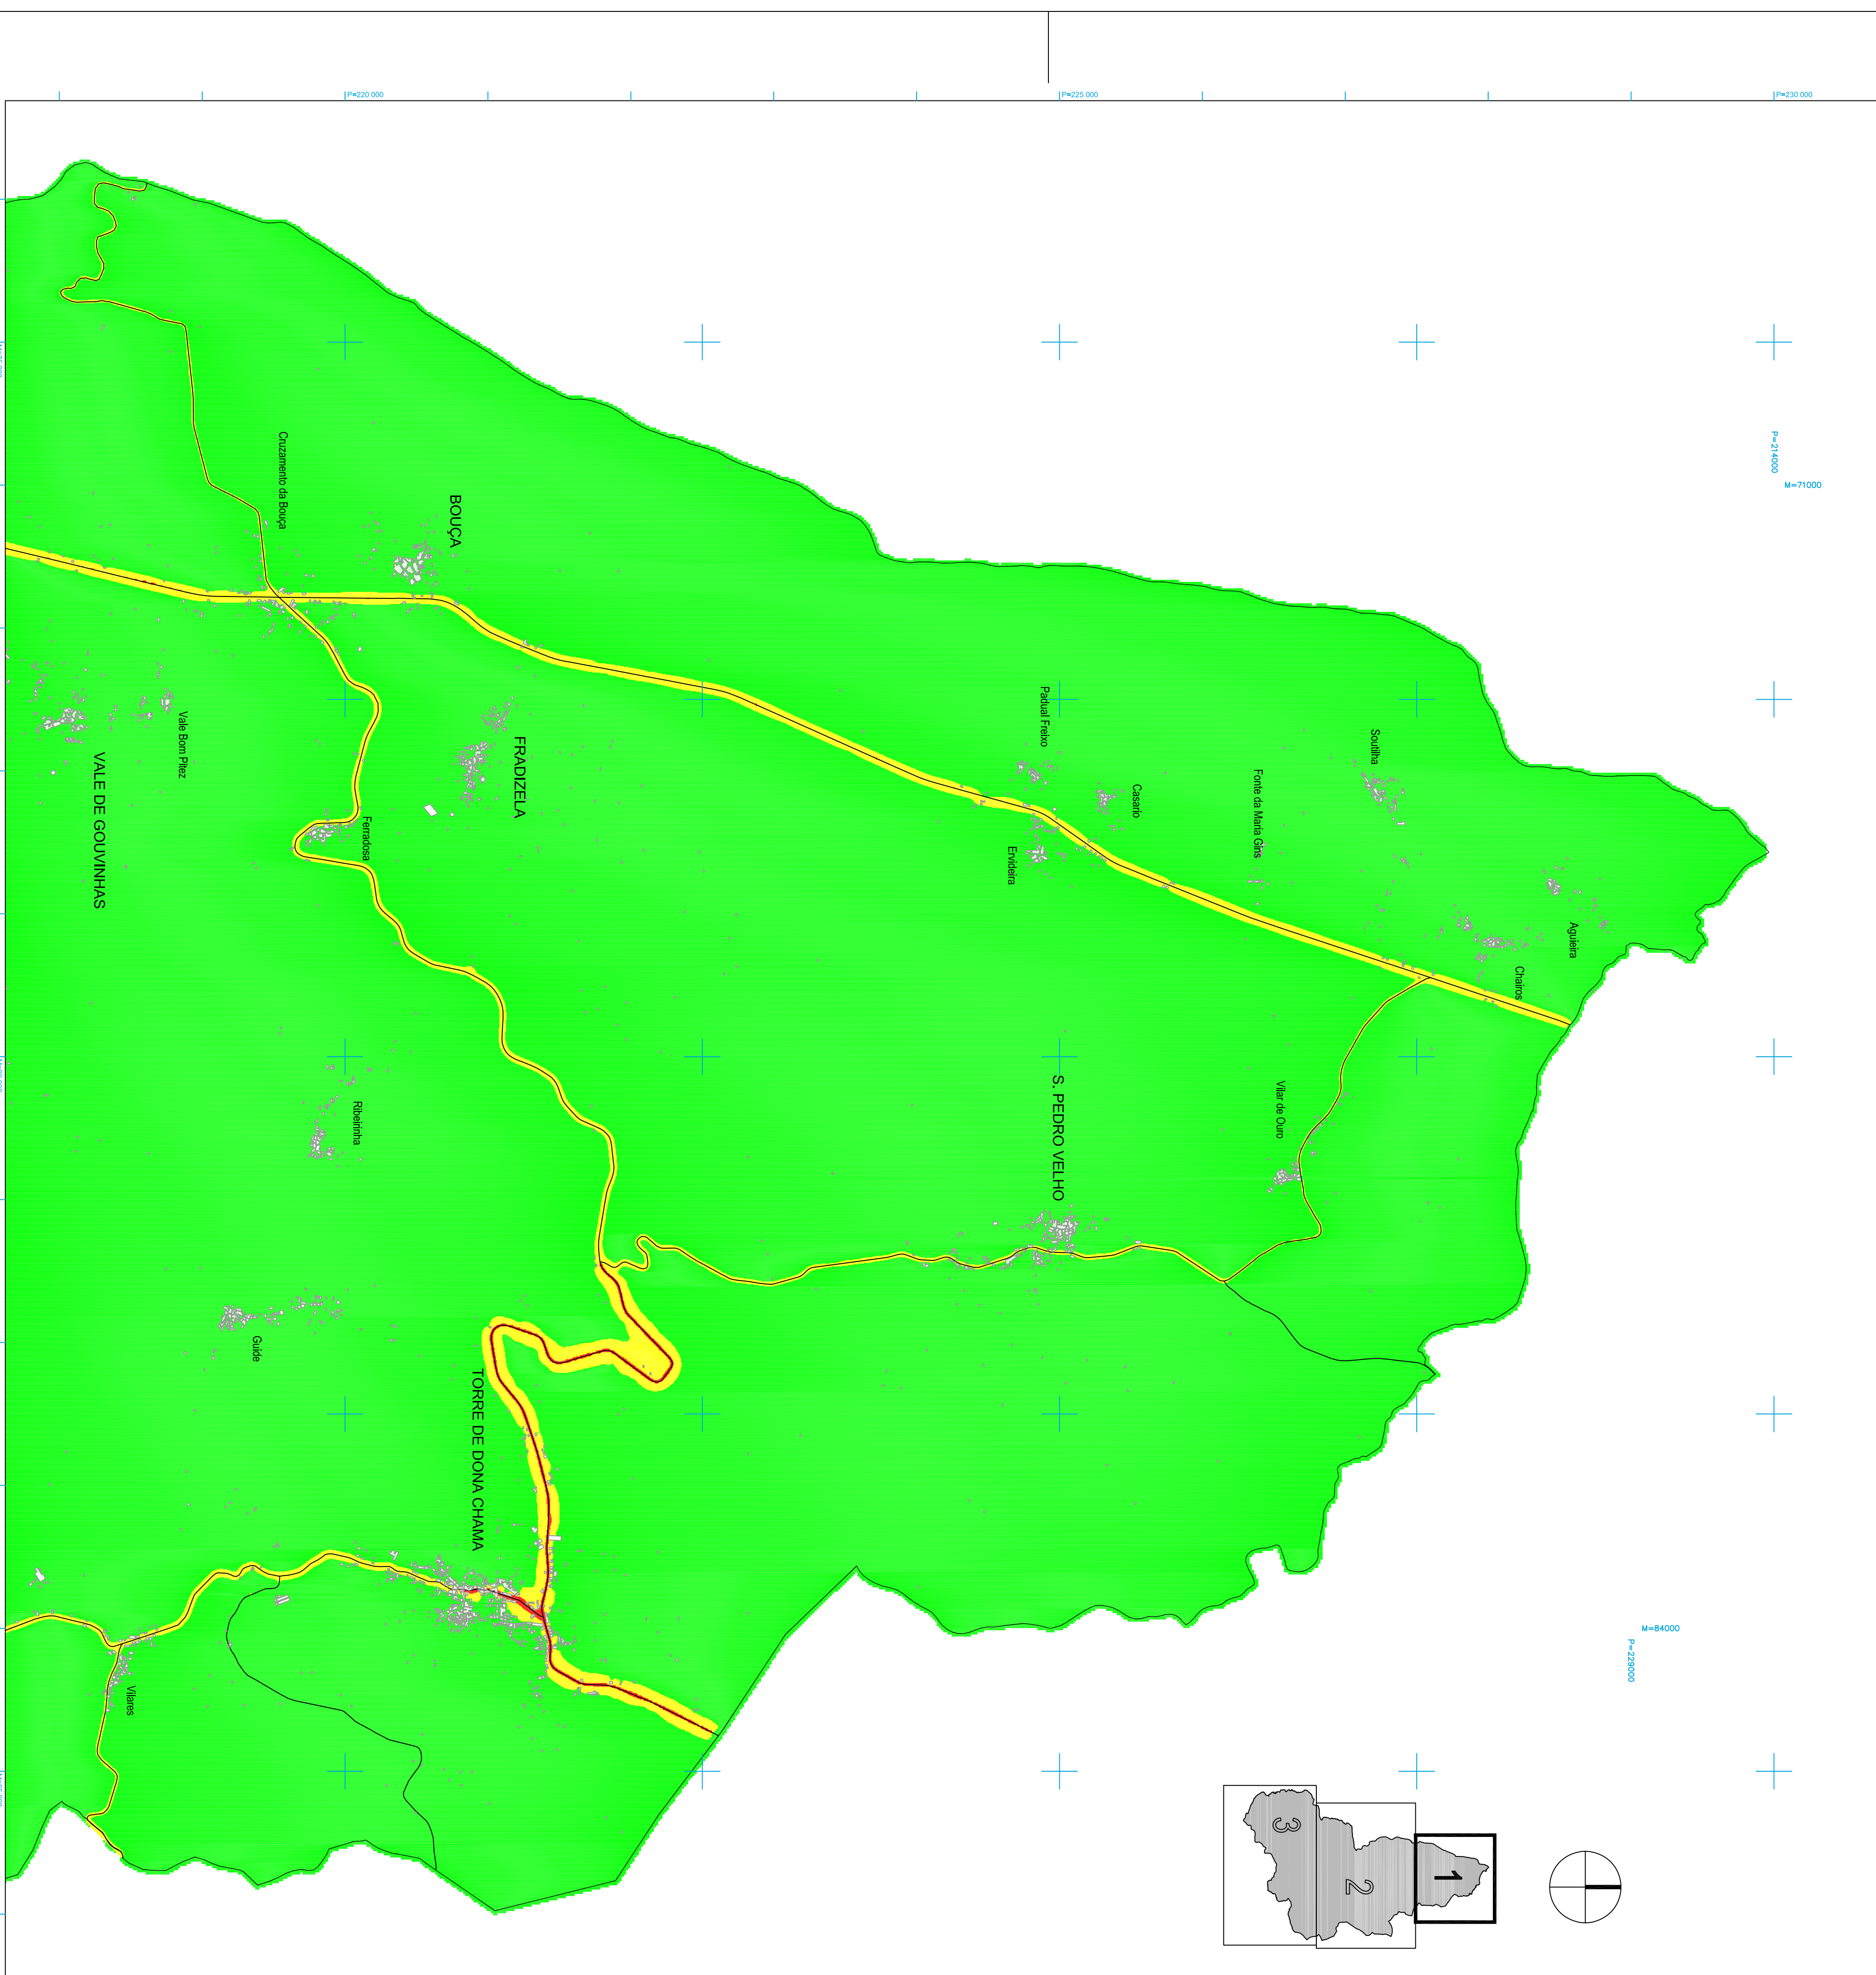 P=220 000
P=225 000
P=230 000
P=214000
M=71000
Cruzamento da Bouça
BOUÇA
Padual Freixo
Soutilha
Vale Bom Pitez
VALE DE GOUVINHAS
FRADIZELA
Ferradosa
Casario
Fonte da Maria Gins
Ervideira
Aguieira
Chairos
Ribeirinha
S. PEDRO VELHO
Vilar de Ouro
Guide
TORRE DE DONA CHAMA
Vilares
M=84000
P=229000
1
2
3